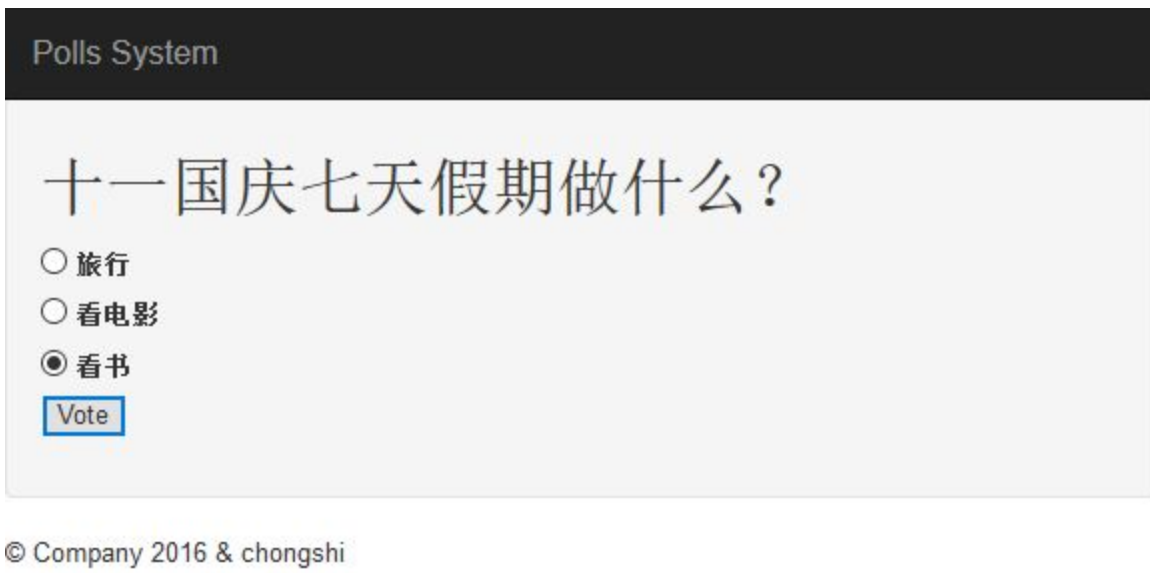 Polls System
十一国庆七天假期做什么？
旅行
看电影
看书
Vote
© Company 2016 & chongshi